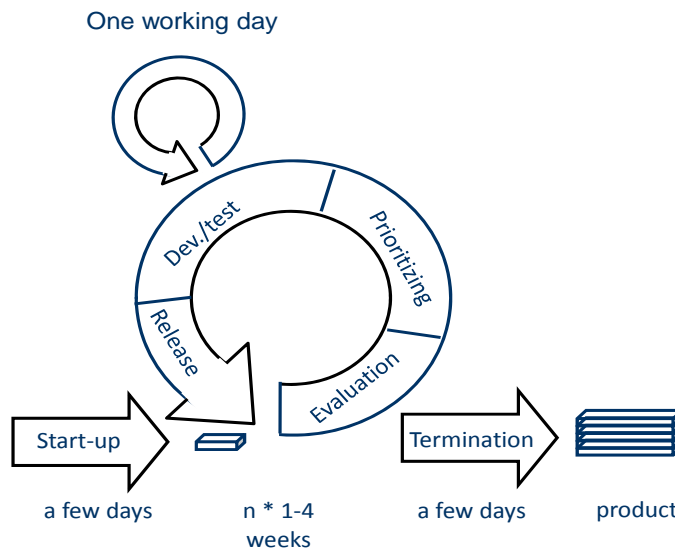 One working day
Dev./test
Prioritizing
Release
Evaluation
Start-up
Termination
a few days
n * 1-4
weeks
a few days
product